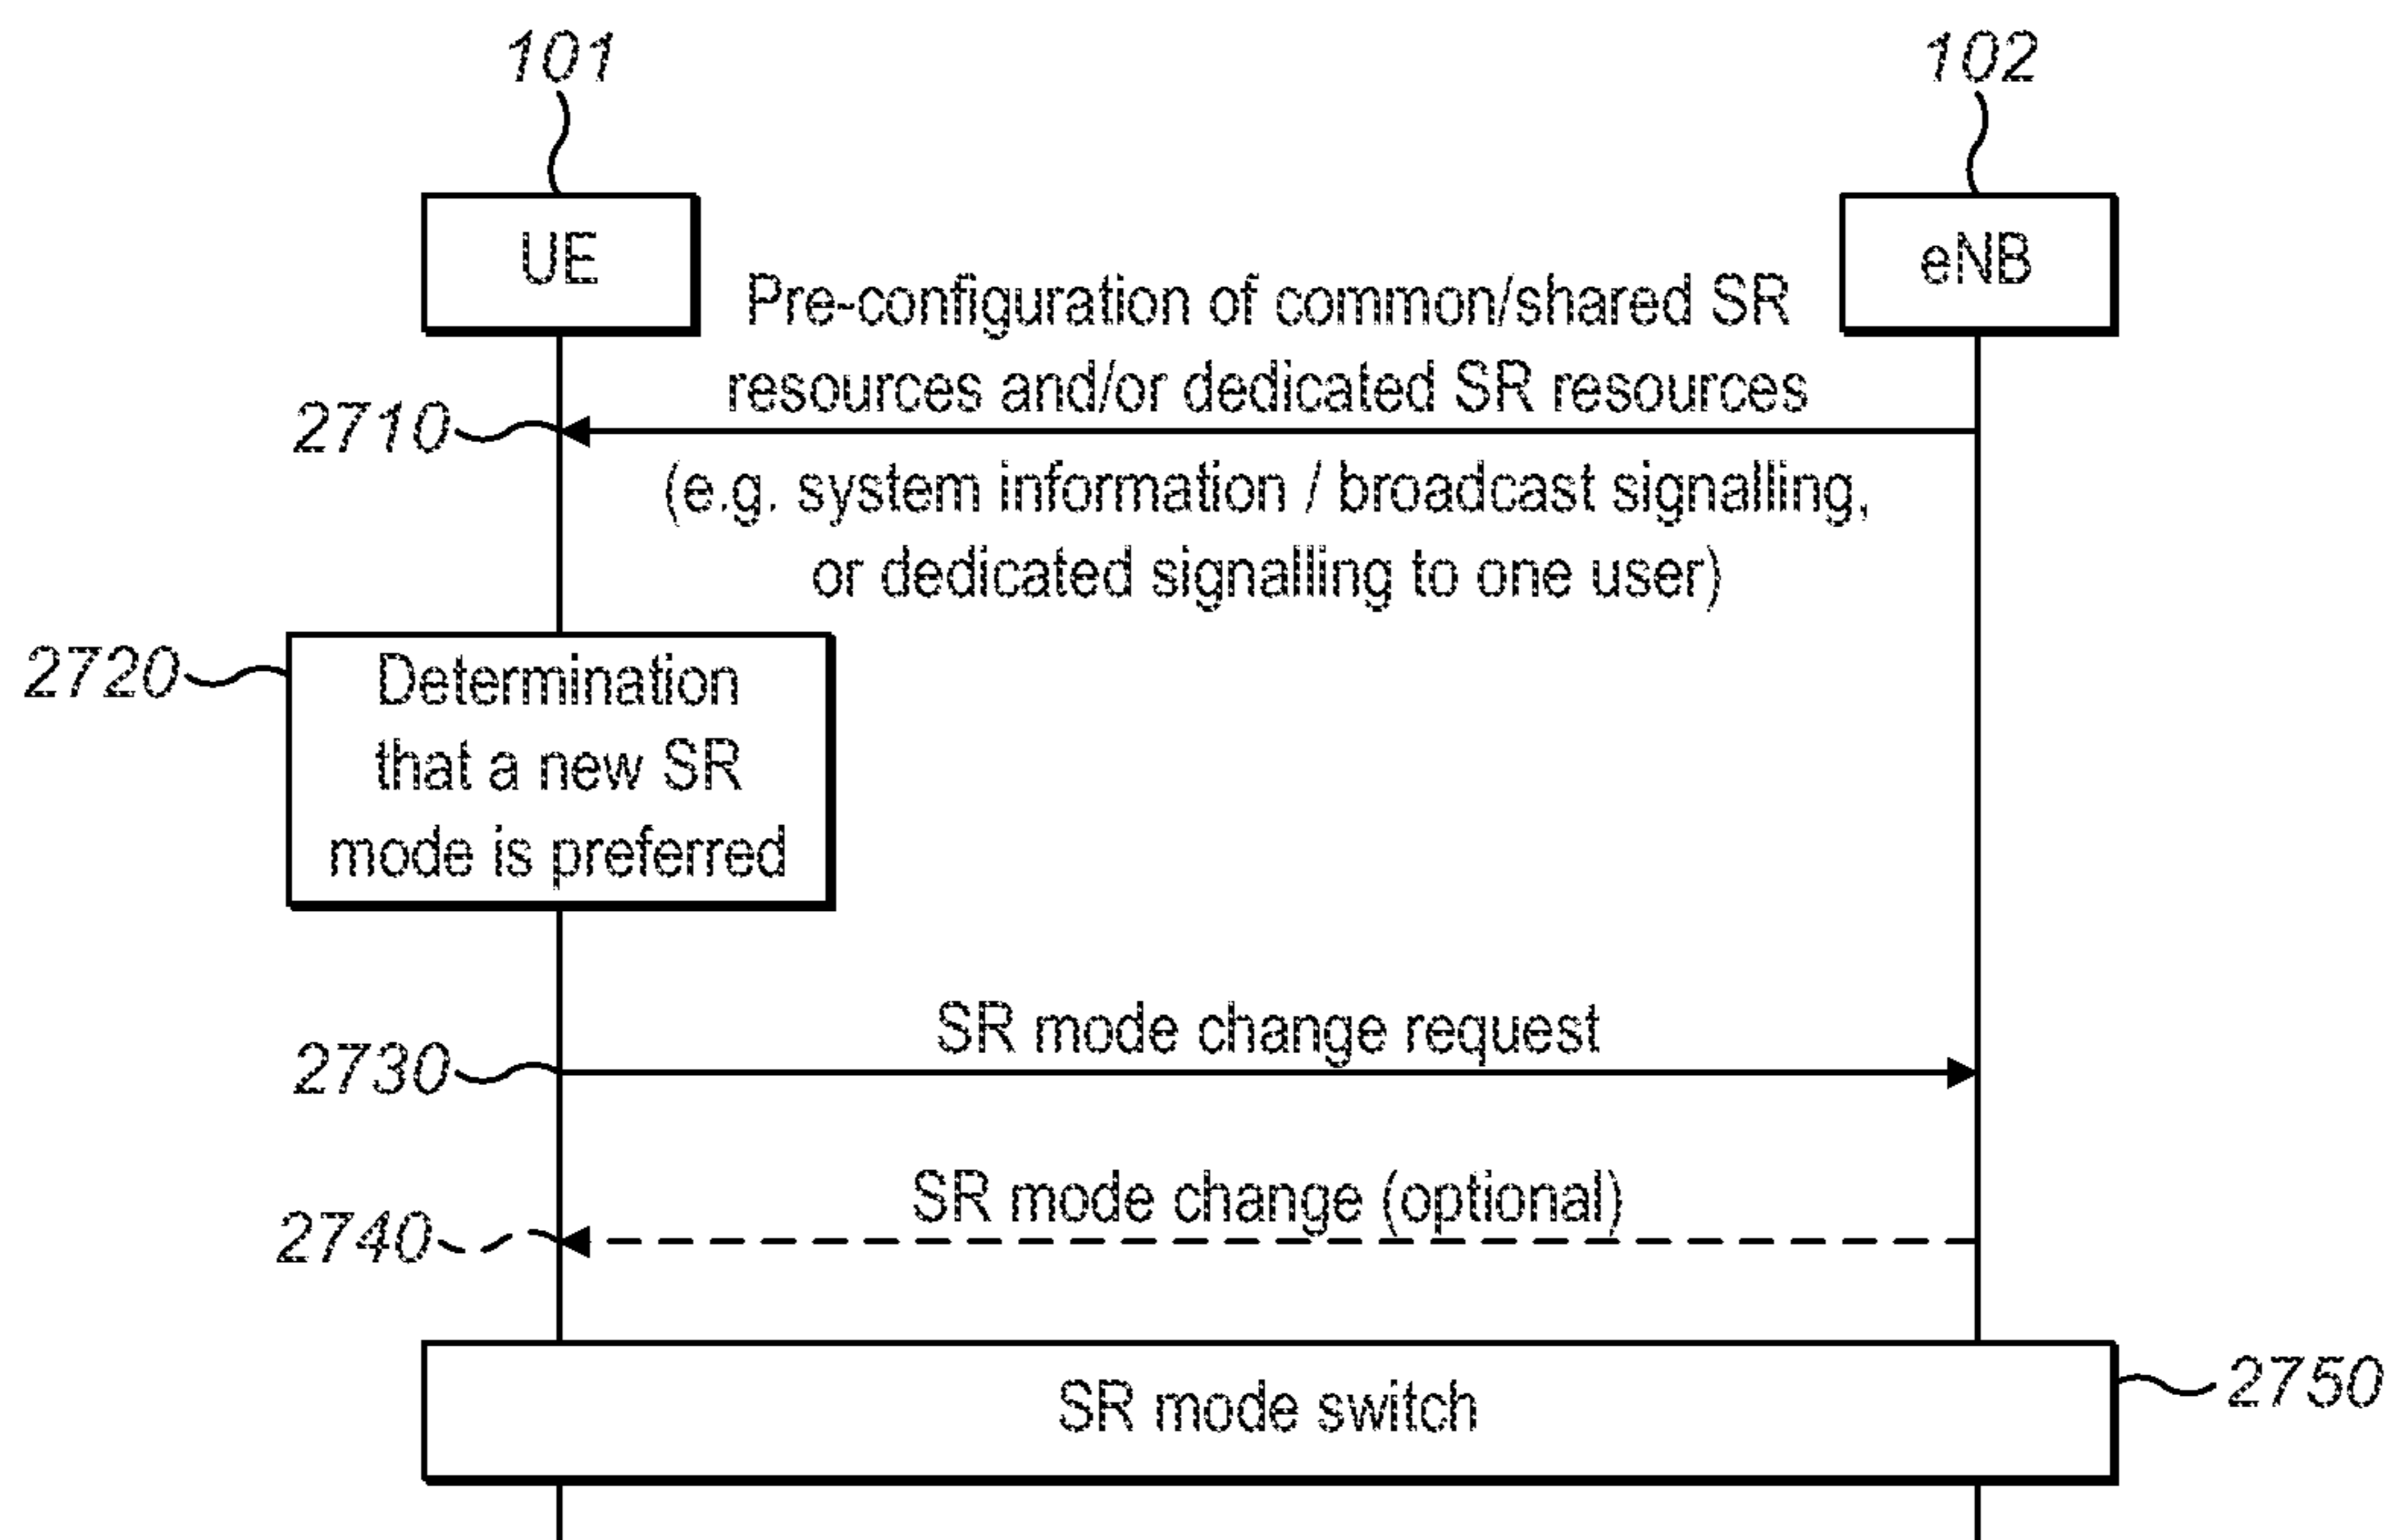 101
102
UE
eNB
Pre-configuration of common/shared SR
resources and/or dedicated SR resources
2710
(e.g. system information / broadcast signalling,
or dedicated signalling to one user)
2720
Determination
that a new SR
mode is preferred
SR mode change request
2730
SR mode change (optional)
2740
SR mode switch
2750